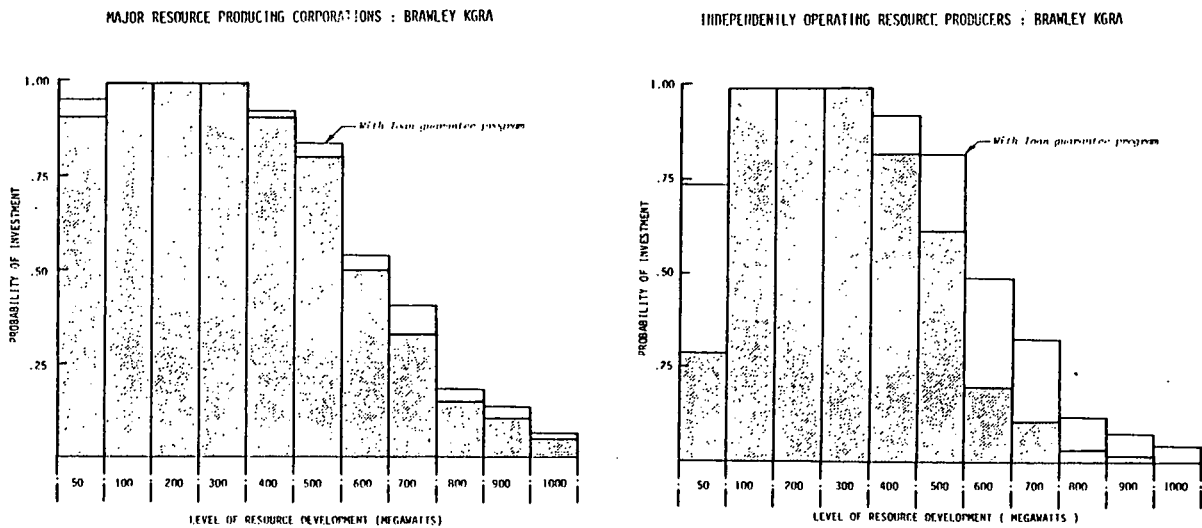 MAJOR RESOURCE PRODUCING CORPORATIONS : BRAWLEY KGRA
1.00
.75
.50
.25
PROBABILITY OF INVESTMENT
With loan guarantee program
50 100 200 300 400 500 600 700 800 900 1000
LEVEL OF RESOURCE DEVELOPMENT (MEGAWATTS)
INDEPENDENTLY OPERATING RESOURCE PRODUCERS : BRAWLEY KGRA
1.00
.75
.50
.25
PROBABILITY OF INVESTMENT
With loan guarantee program
50 100 200 300 400 500 600 700 800 900 1000
LEVEL OF RESOURCE DEVELOPMENT ( MEGAWATTS )